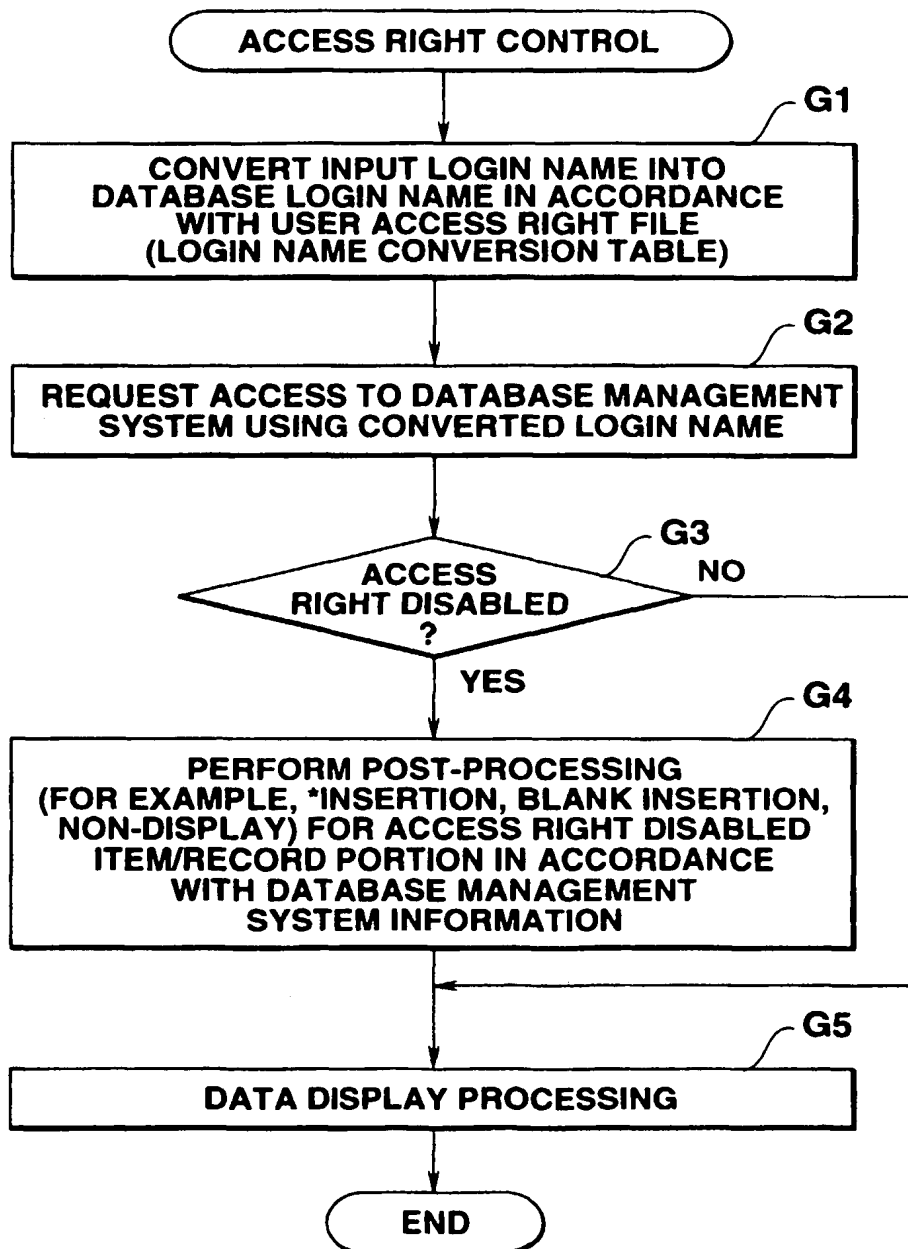 ACCESS RIGHT CONTROL
G1
CONVERT INPUT LOGIN NAME INTO
DATABASE LOGIN NAME IN ACCORDANCE
WITH USER ACCESS RIGHT FILE
(LOGIN NAME CONVERSION TABLE)
G2
REQUEST ACCESS TO DATABASE MANAGEMENT
SYSTEM USING CONVERTED LOGIN NAME
G3
ACCESS
RIGHT DISABLED
?
NO
YES
G4
PERFORM POST-PROCESSING
(FOR EXAMPLE, *INSERTION, BLANK INSERTION,
NON-DISPLAY) FOR ACCESS RIGHT DISABLED
ITEM/RECORD PORTION IN ACCORDANCE
WITH DATABASE MANAGEMENT
SYSTEM INFORMATION
G5
DATA DISPLAY PROCESSING
END